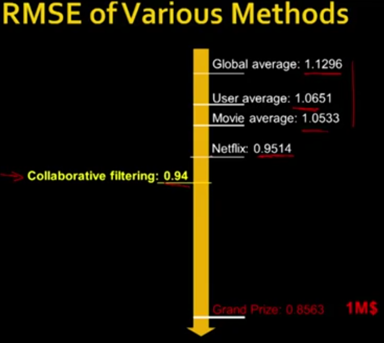 RMSE of Various Methods
Global average: 1.1296
User average: 1.0651
Movie average: 1.0533
Netflix: 0.9514
Collaborative filtering: 0.94
Grand Prize: 0.8563 1M$